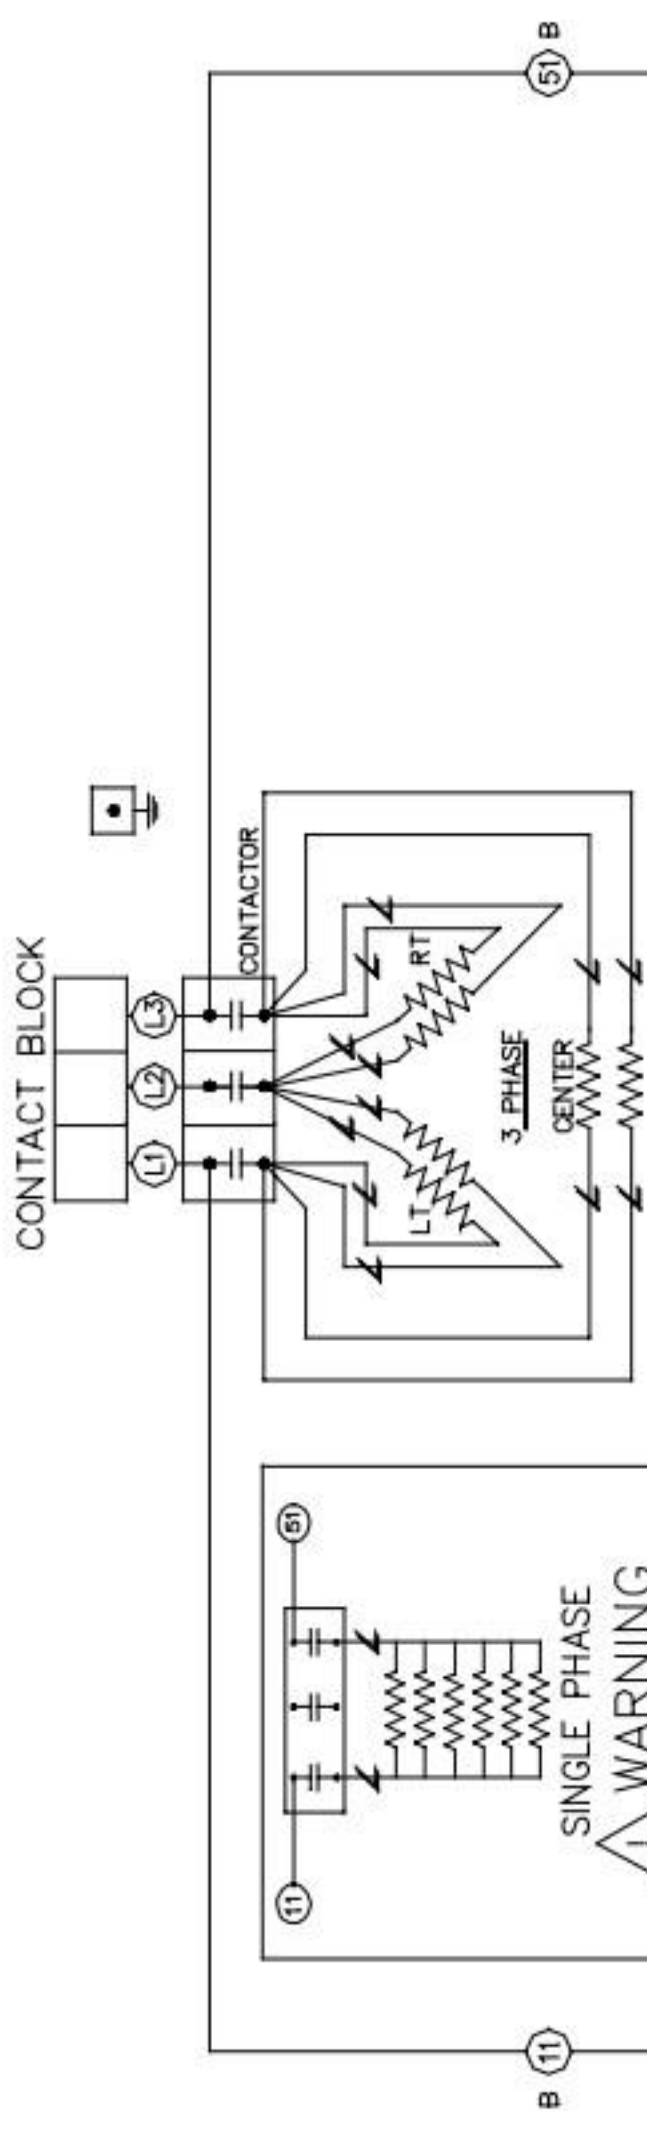 CONTACT BLOCK
L1 L2 L3
CONTACTOR
LT RT
3 PHASE
CENTER
11 51
SINGLE PHASE
! WARNING
B 11
51 B